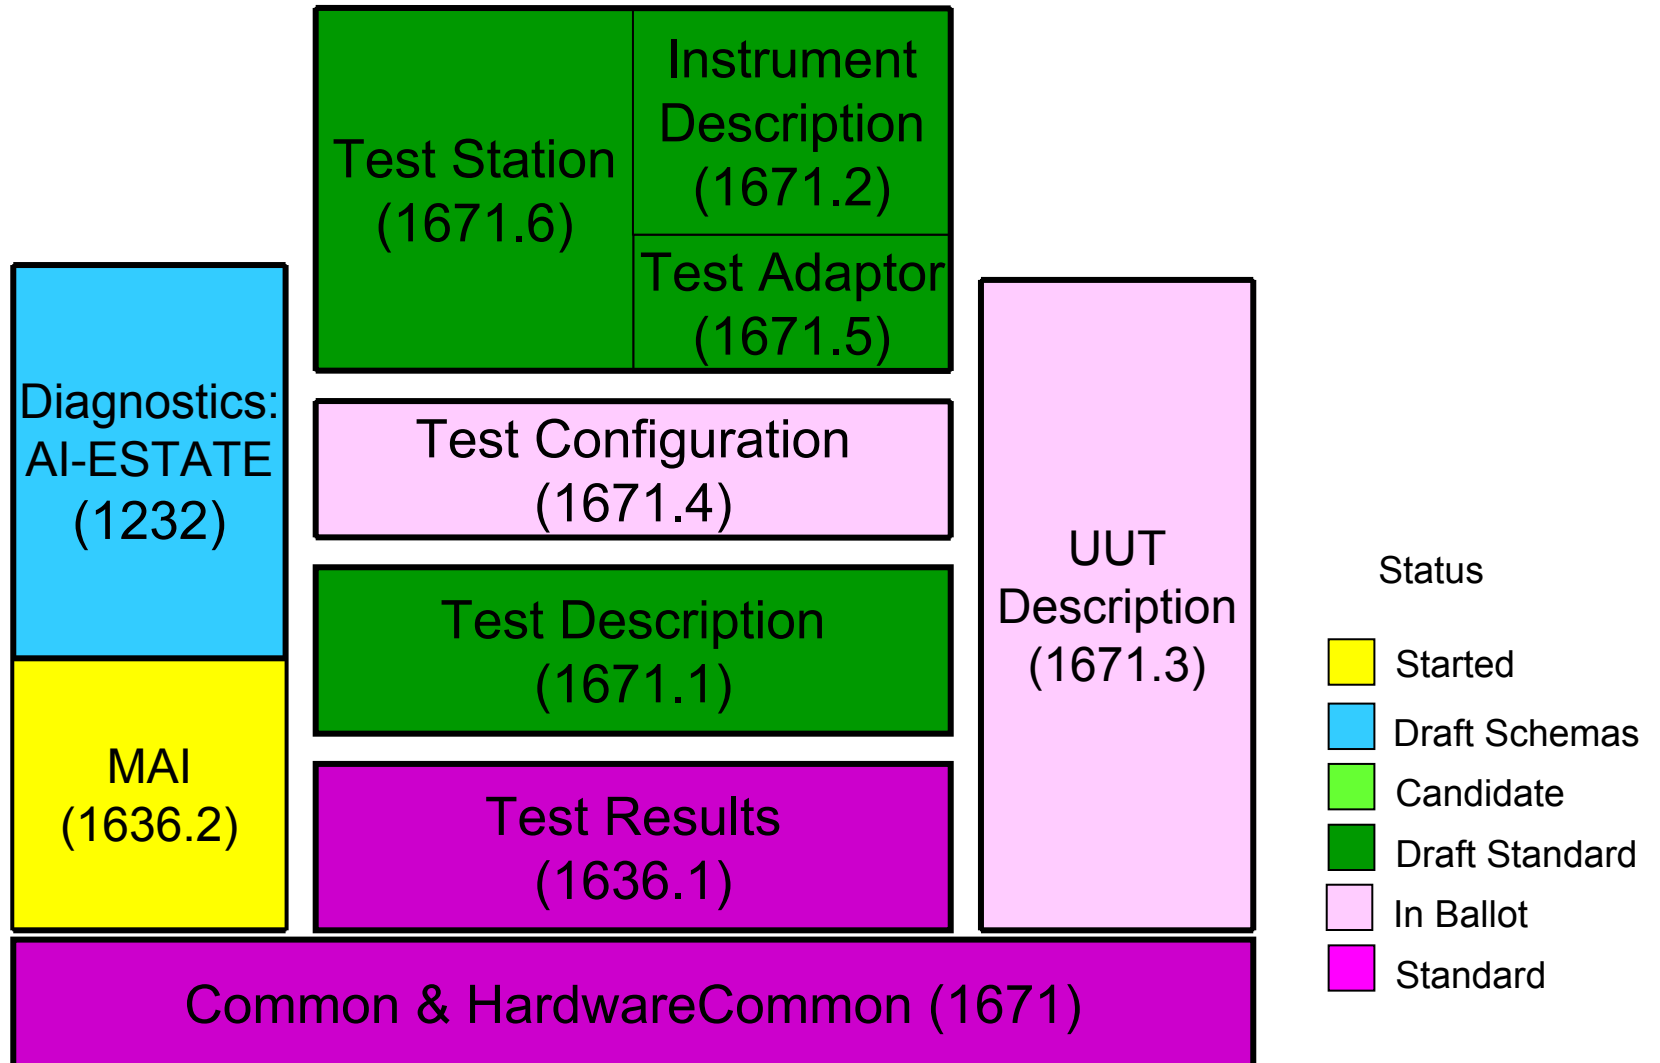 Test Station
(1671.6)
Instrument
Description
(1671.2)
Test Adaptor
(1671.5)
Diagnostics:
AI-ESTATE
(1232)
MAI
(1636.2)
Test Configuration
(1671.4)
Test Description
(1671.1)
Test Results
(1636.1)
UUT
Description
(1671.3)
Common & HardwareCommon (1671)
Status
Started
Draft Schemas
Candidate
Draft Standard
In Ballot
Standard